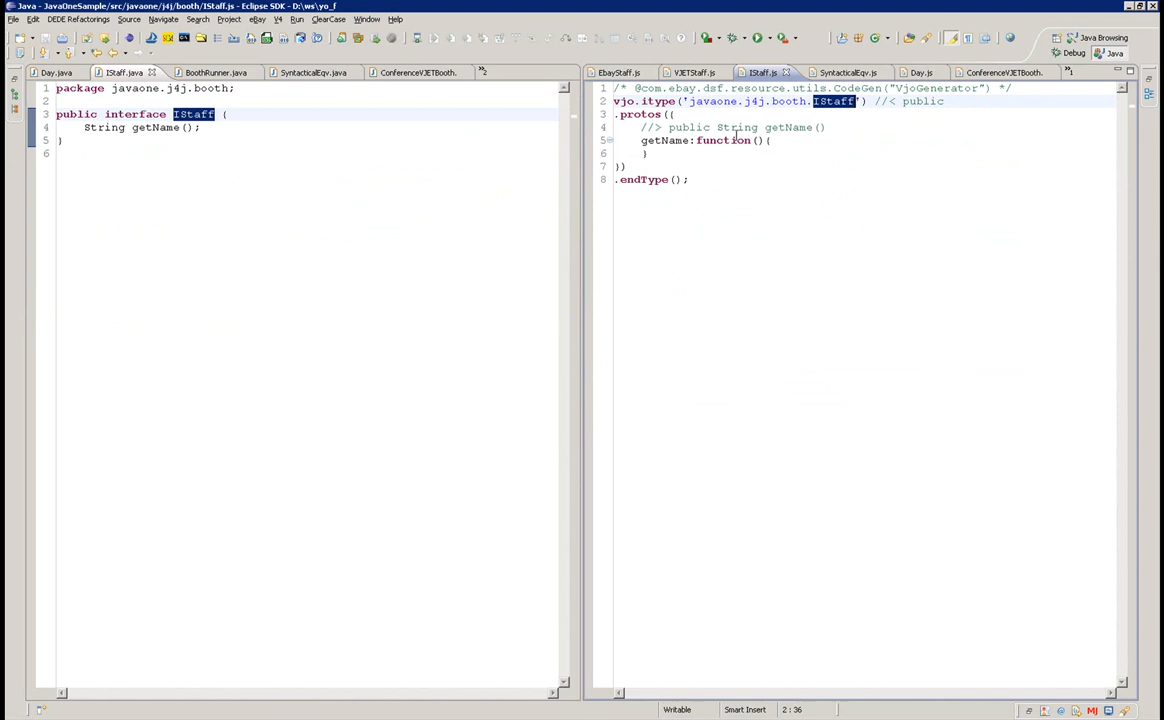 Java - JavaOneSample/src/javaone/j4j/booth/IStaff.js - Eclipse SDK - D:\ws\yo_f
File Edit DEDE Refactorings Source Navigate Search Project eBay V4 Run ClearCase Window Help
Java Browsing
Debug Java
Day.java IStaff.java BoothRunner.java SyntacticalEqv.java ConferenceVJETBooth. »2
EbayStaff.js VJETStaff.js IStaff.js SyntacticalEqv.js Day.js ConferenceVJETBooth. »1
1 package javaone.j4j.booth;
2
3 public interface IStaff {
4 String getName();
5 }
6
1 /* @com.ebay.dsf.resource.utils.CodeGen("VjoGenerator") */
2 vjo.itype('javaone.j4j.booth.IStaff') //< public
3 .protos({
4 //> public String getName()
5 getName:function(){
6 }
7 })
8 .endType();
Writable Smart Insert 2 : 36
MJ